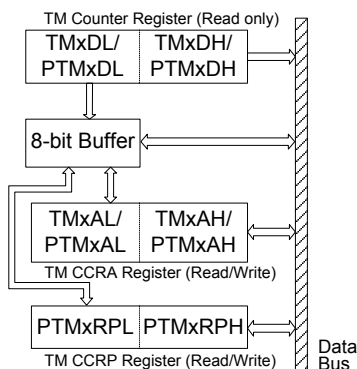 TM Counter Register (Read only)
TMxDL/ TMxDH/
PTMxDL PTMxDH
8-bit Buffer
TMxAL/ TMxAH/
PTMxAL PTMxAH
TM CCRA Register (Read/Write)
PTMxRPL PTMxRPH
TM CCRP Register (Read/Write)
Data
Bus